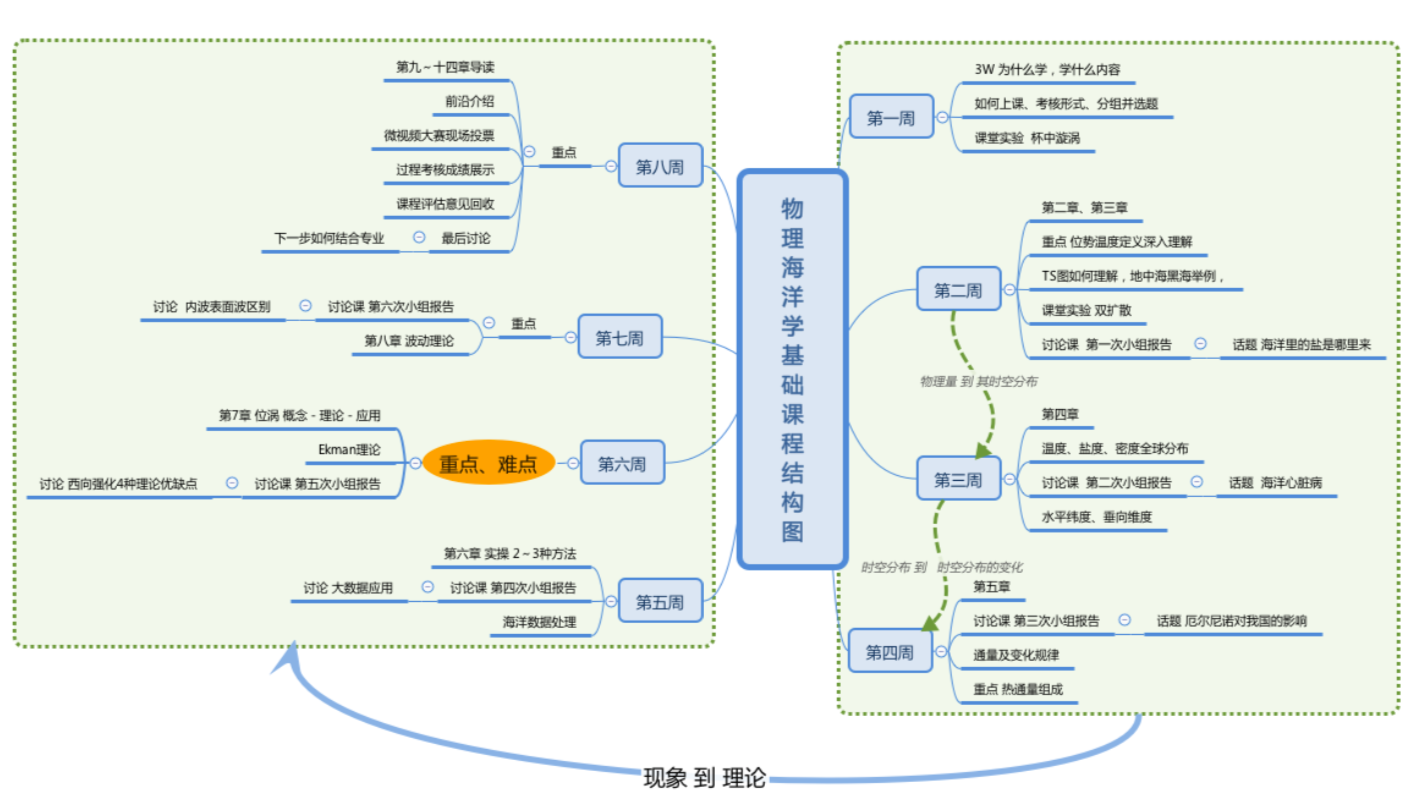 物理海洋学基础课程结构图
第一周
3W 为什么学，学什么内容
如何上课、考核形式、分组并选题
课堂实验 杯中漩涡
第二周
第二章、第三章
重点 位势温度定义深入理解
TS图如何理解，地中海黑海举例，
课堂实验 双扩散
讨论课 第一次小组报告
话题 海洋里的盐是哪里来
物理量 到 其时空分布
第三周
第四章
温度、盐度、密度全球分布
讨论课 第二次小组报告
话题 海洋心脏病
水平纬度、垂向维度
时空分布 到 时空分布的变化
第四周
第五章
讨论课 第三次小组报告
话题 厄尔尼诺对我国的影响
通量及变化规律
重点 热通量组成
第八周
重点
第九～十四章导读
前沿介绍
微视频大赛现场投票
过程考核成绩展示
课程评估意见回收
最后讨论
下一步如何结合专业
第七周
重点
讨论课 第六次小组报告
讨论 内波表面波区别
第八章 波动理论
第六周
重点、难点
第7章 位涡 概念－理论－应用
Ekman理论
讨论课 第五次小组报告
讨论 西向强化4种理论优缺点
第五周
第六章 实操 2～3种方法
讨论课 第四次小组报告
讨论 大数据应用
海洋数据处理
现象 到 理论